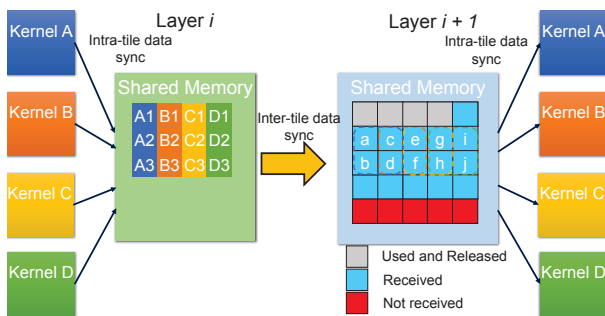 Layer i
Layer i + 1
Kernel A
Intra-tile data
sync
Kernel B
Kernel C
Kernel D
Shared Memory
A1 B1 C1 D1
A2 B2 C2 D2
A3 B3 C3 D3
Inter-tile data
sync
Intra-tile data
sync
Shared Memory
a c e g i
b d f h j
Kernel A
Kernel B
Kernel C
Kernel D
Used and Released
Received
Not received